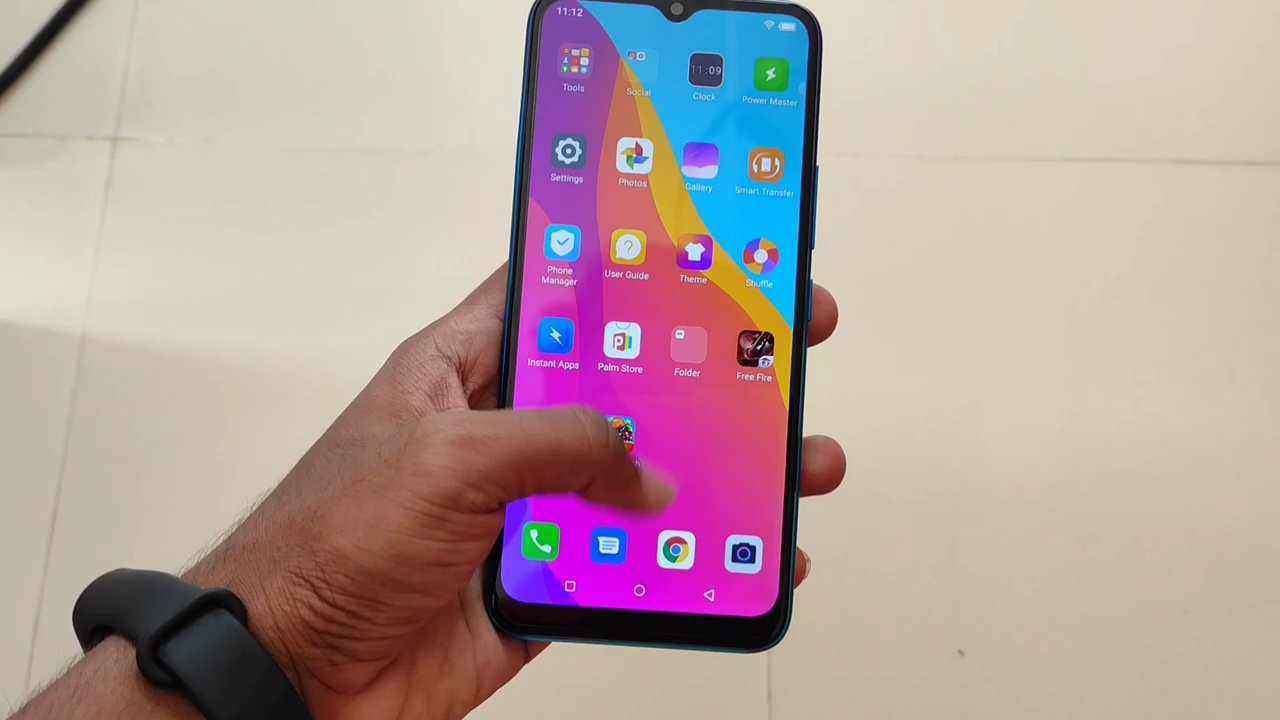 11:12
Tools
Social
Clock
Power Master
11:09
Settings
Photos
Gallery
Smart Transfer
Phone
Manager
User Guide
Theme
Shuffle
Instant Apps
Palm Store
Folder
Free Fire